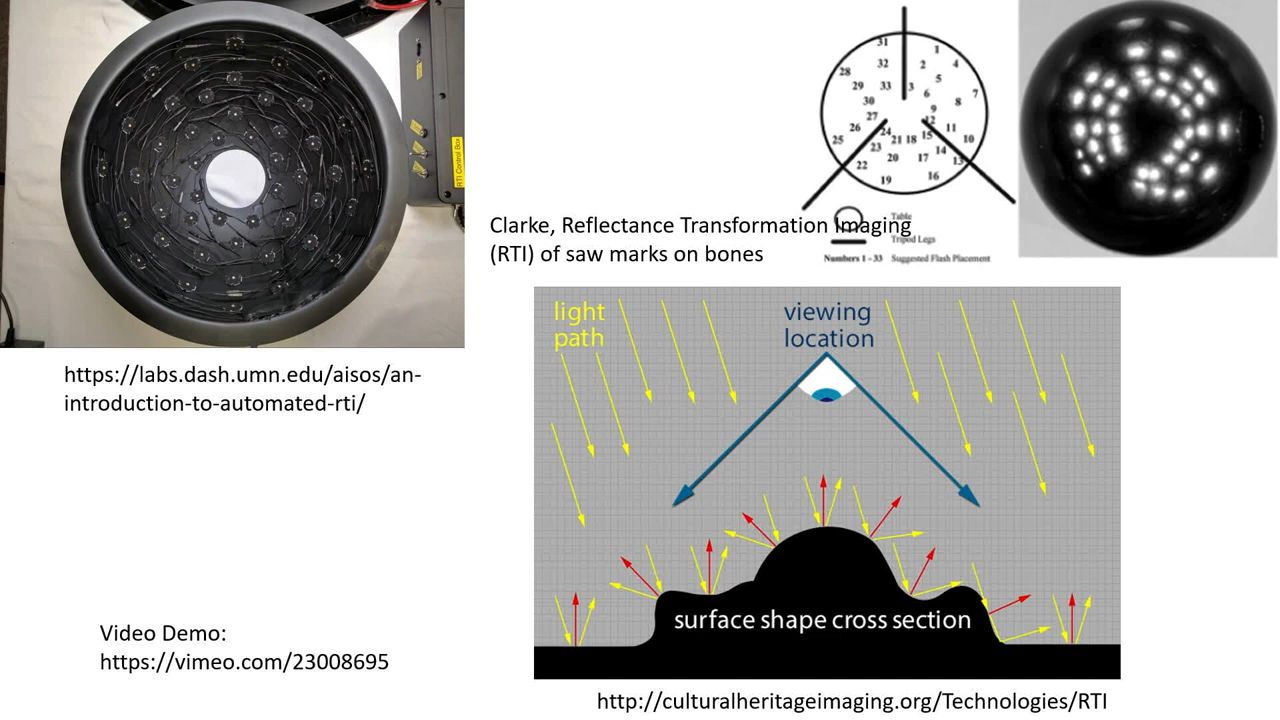 RTI Control Box
31
1
32
2
4
28
5
29
33
3
6
7
30
9
8
27
12
26
24
11
25
21
18
15
10
23
14
22
20
17
13
19
16
Table
Tripod Legs
Numbers 1 – 33 Suggested Flash Placement
Clarke, Reflectance Transformation Imaging
(RTI) of saw marks on bones
https://labs.dash.umn.edu/aisos/an-
introduction-to-automated-rti/
light
path
viewing
location
surface shape cross section
Video Demo:
https://vimeo.com/23008695
http://culturalheritageimaging.org/Technologies/RTI